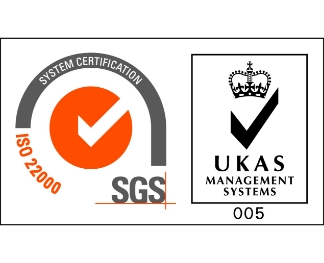 SYSTEM CERTIFICATION
ISO 22000
SGS
UKAS
MANAGEMENT
SYSTEMS
005